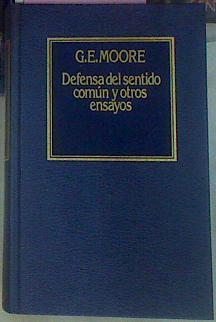 G.E.MOORE
Defensa del sentido
común y otros
ensayos